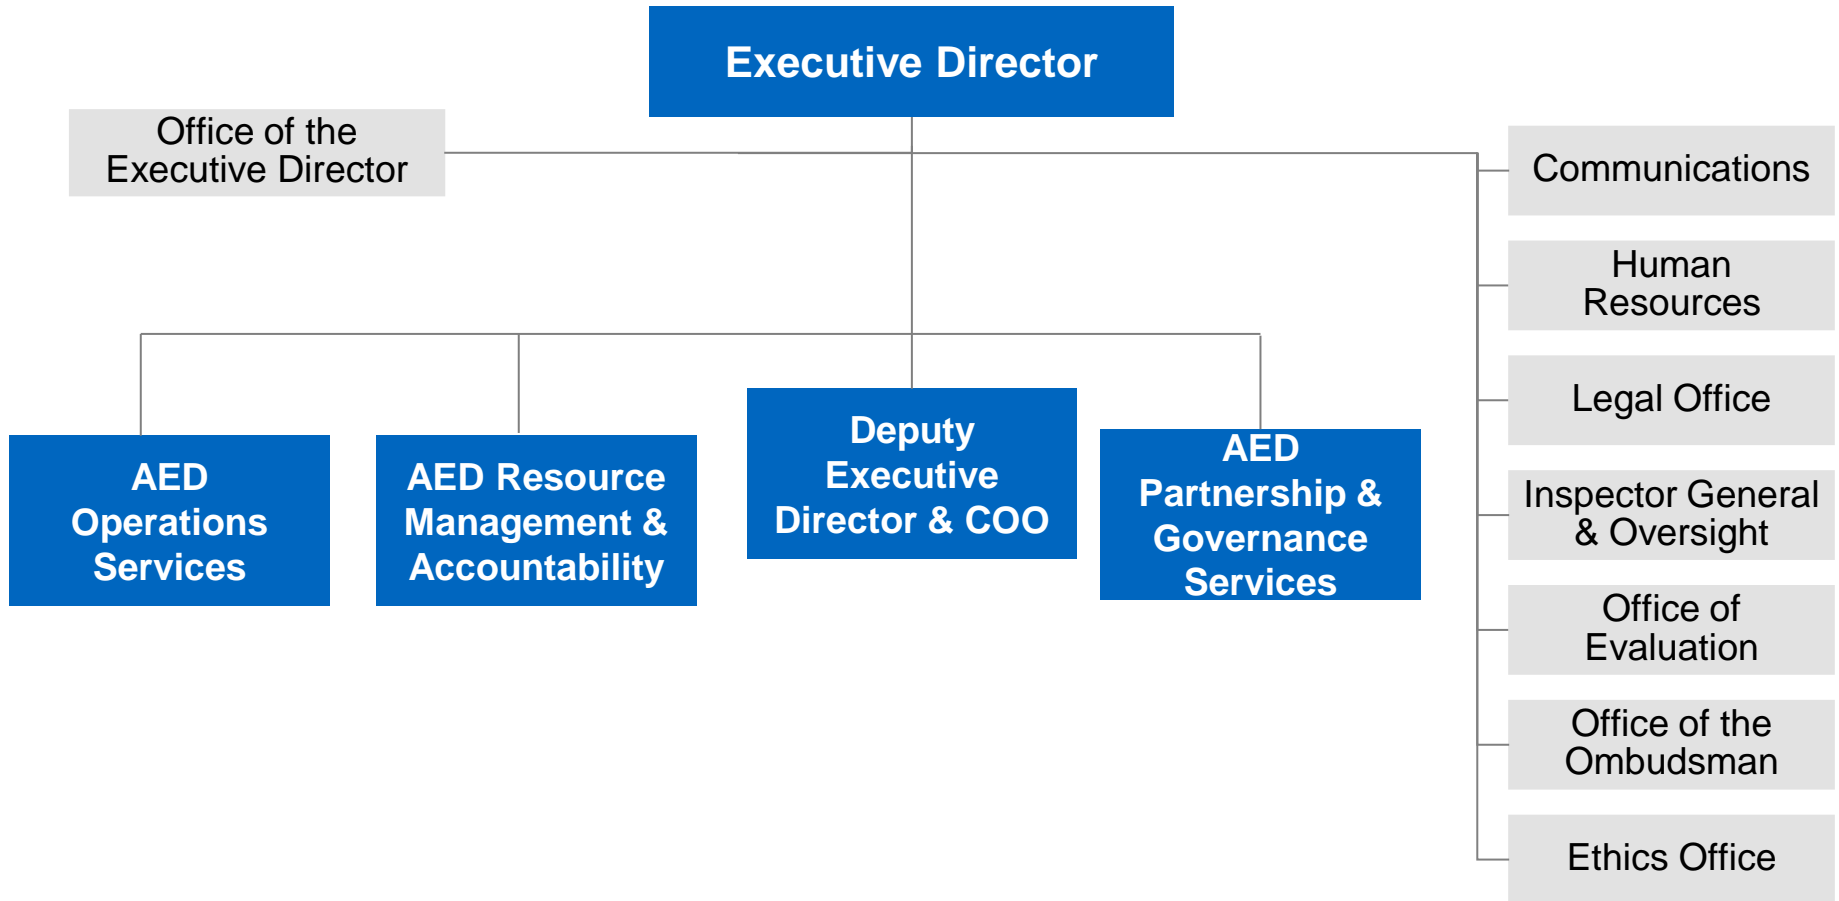 Executive Director
Office of the
Executive Director
Communications
Human
Resources
Legal Office
Inspector General
& Oversight
Office of
Evaluation
Office of the
Ombudsman
Ethics Office
AED
Operations
Services
AED Resource
Management &
Accountability
Deputy
Executive
Director & COO
AED
Partnership &
Governance
Services